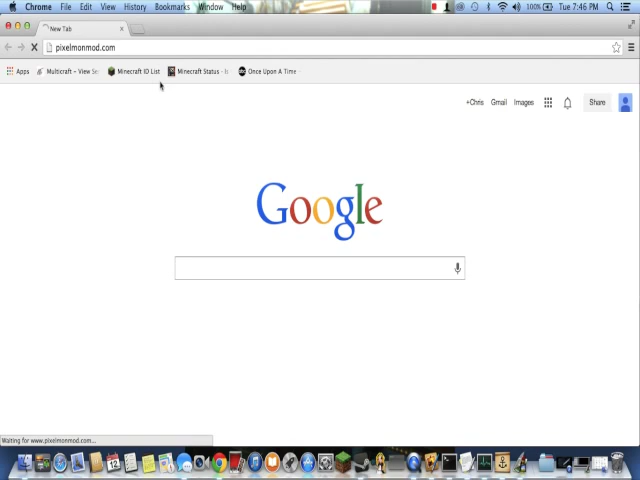 Chrome File Edit View History Bookmarks Window Help 100% Tue 7:46 PM
New Tab
pixelmonmod.com
Apps Multicraft - View Se Minecraft ID List Minecraft Status - Is Once Upon A Time -
+Chris Gmail Images Share
Google
Waiting for www.pixelmonmod.com...
12